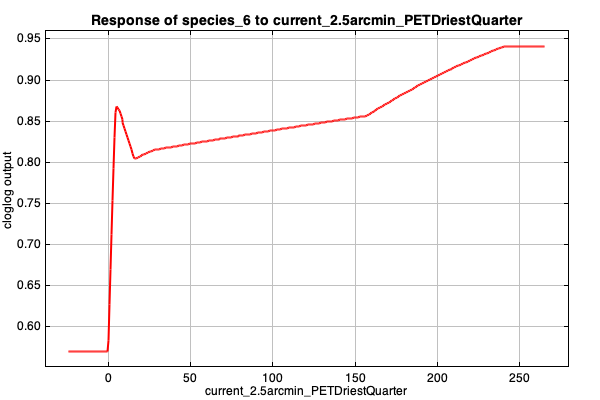 Response of species_6 to current_2.5arcmin_PETDriestQuarter
0.95
0.90
0.85
0.80
0.75
0.70
0.65
0.60
cloglog output
0 50 100 150 200 250
current_2.5arcmin_PETDriestQuarter